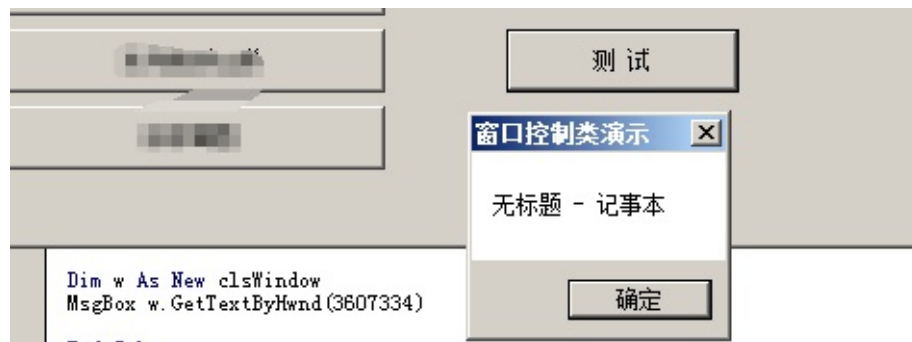 测 试
窗口控制类演示
无标题 - 记事本
确定
Dim w As New clsWindow
MsgBox w.GetTextByHwnd(3607334)